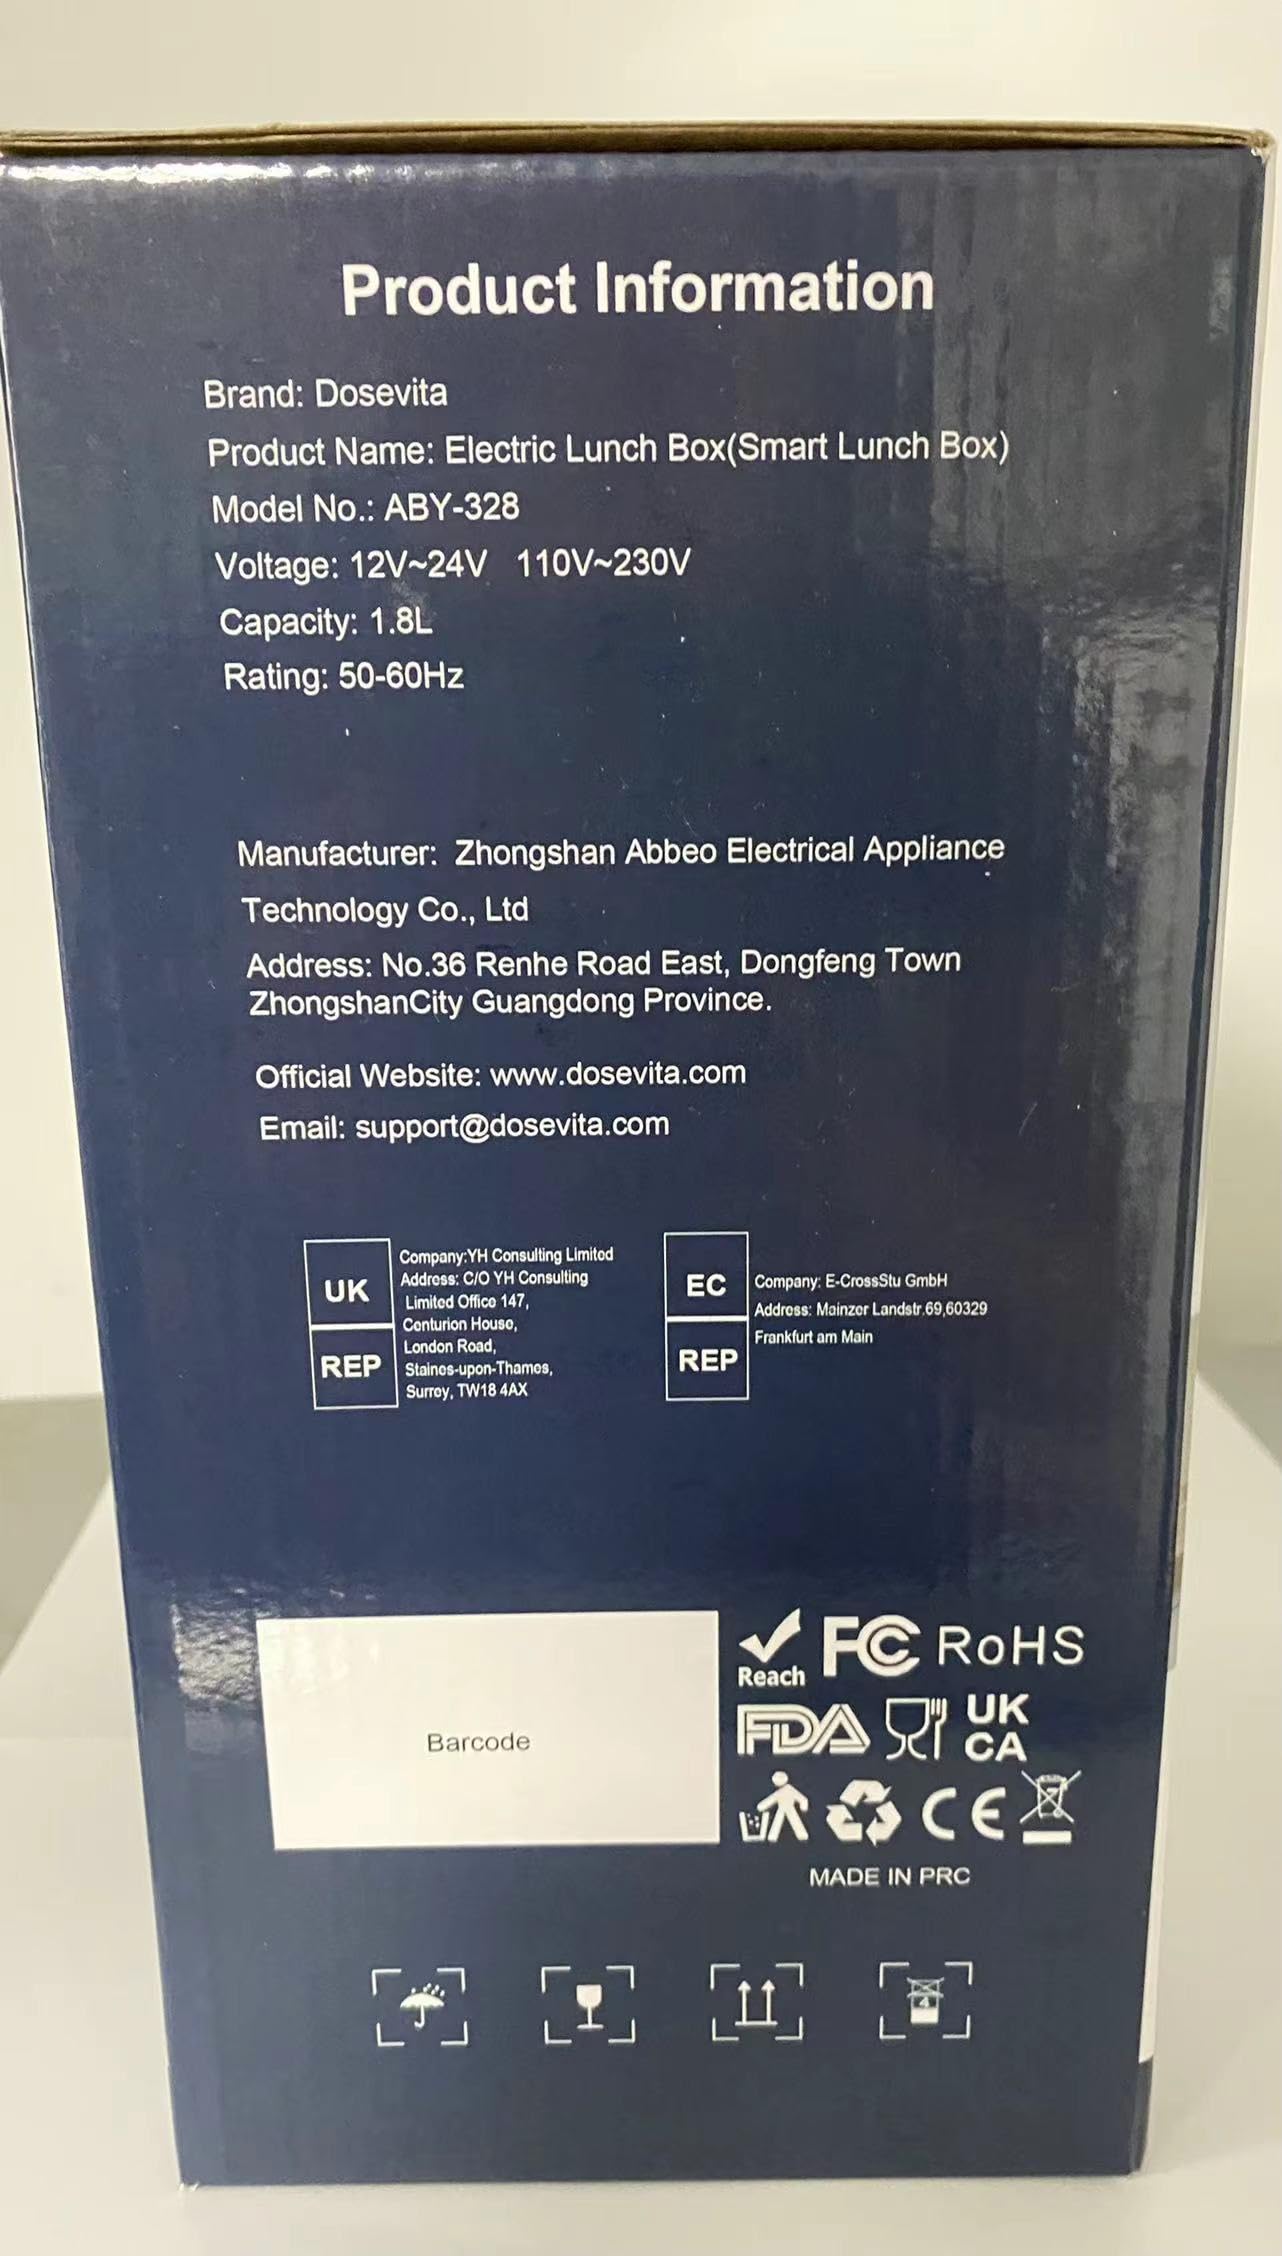 Product Information
Brand: Dosevita
Product Name: Electric Lunch Box(Smart Lunch Box)
Model No.: ABY-328
Voltage: 12V~24V 110V~230V
Capacity: 1.8L
Rating: 50-60Hz
Manufacturer: Zhongshan Abbeo Electrical Appliance
Technology Co., Ltd
Address: No.36 Renhe Road East, Dongfeng Town
ZhongshanCity Guangdong Province.
Official Website: www.dosevita.com
Email: support@dosevita.com
UK
REP
Company:YH Consulting Limited
Address: C/O YH Consulting
Limited Office 147,
Centurion House,
London Road,
Staines-upon-Thames,
Surrey, TW18 4AX
EC
REP
Company: E-CrossStu GmbH
Address: Mainzer Landstr.69,60329
Frankfurt am Main
Barcode
Reach
FC
RoHS
FDA
UK
CA
CE
MADE IN PRC
4